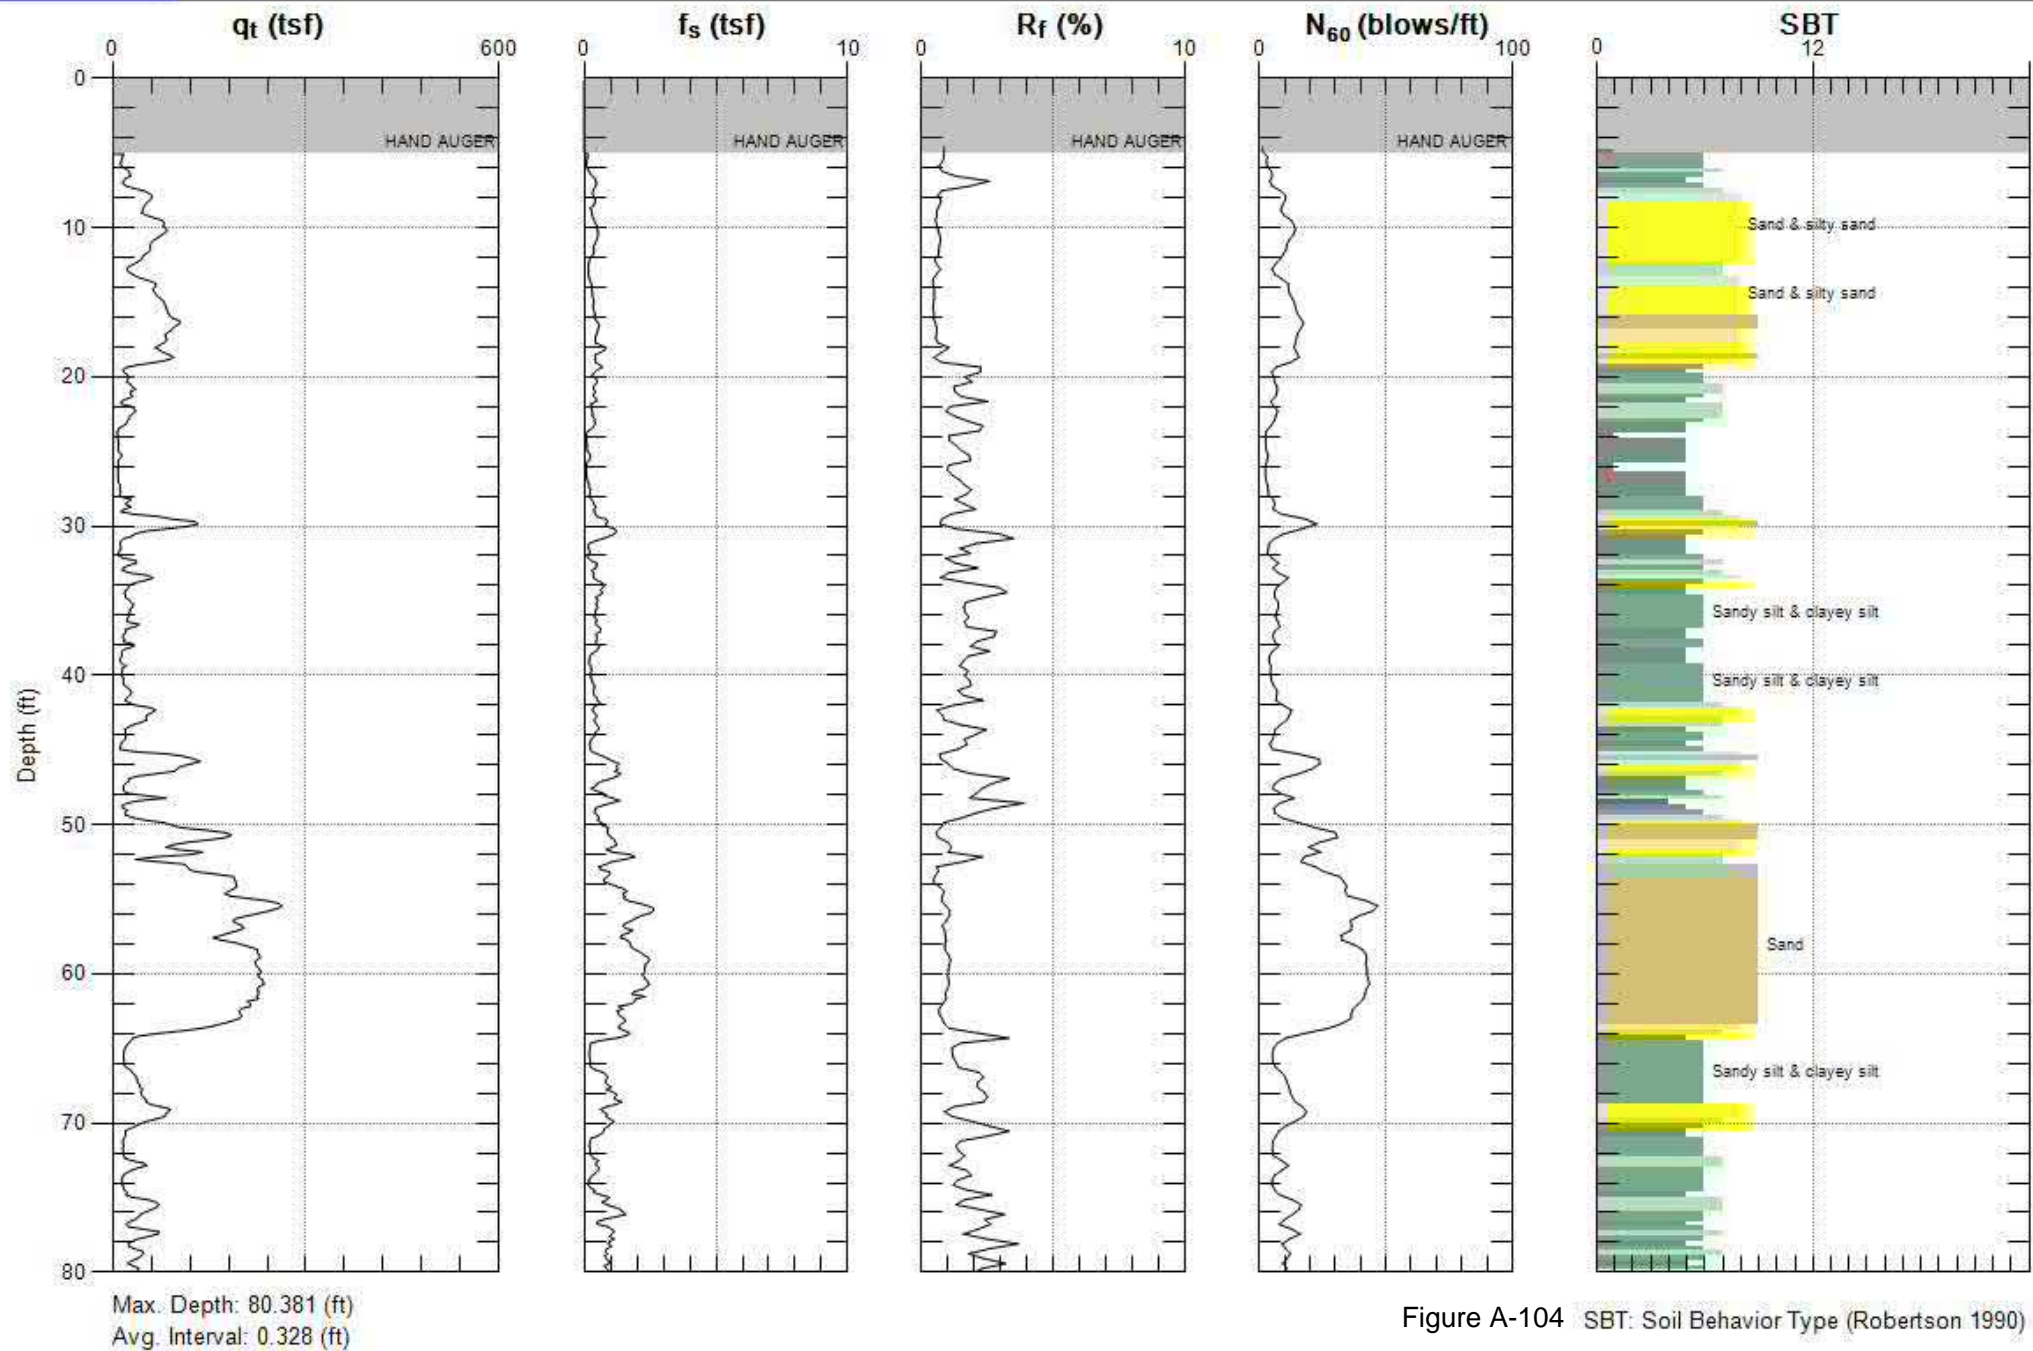 qt (tsf) fs (tsf) Rf (%) N60 (blows/ft) SBT
0 600 0 10 0 10 0 100 0 12
0
HAND AUGER HAND AUGER HAND AUGER HAND AUGER
10
Sand & silty sand
Sand & silty sand
20
30
Sandy silt & clayey silt
40
Sandy silt & clayey silt
Depth (ft)
50
Sand
60
Sandy silt & clayey silt
70
80
Max. Depth: 80.381 (ft)
Avg. Interval: 0.328 (ft)
Figure A-104 SBT: Soil Behavior Type (Robertson 1990)